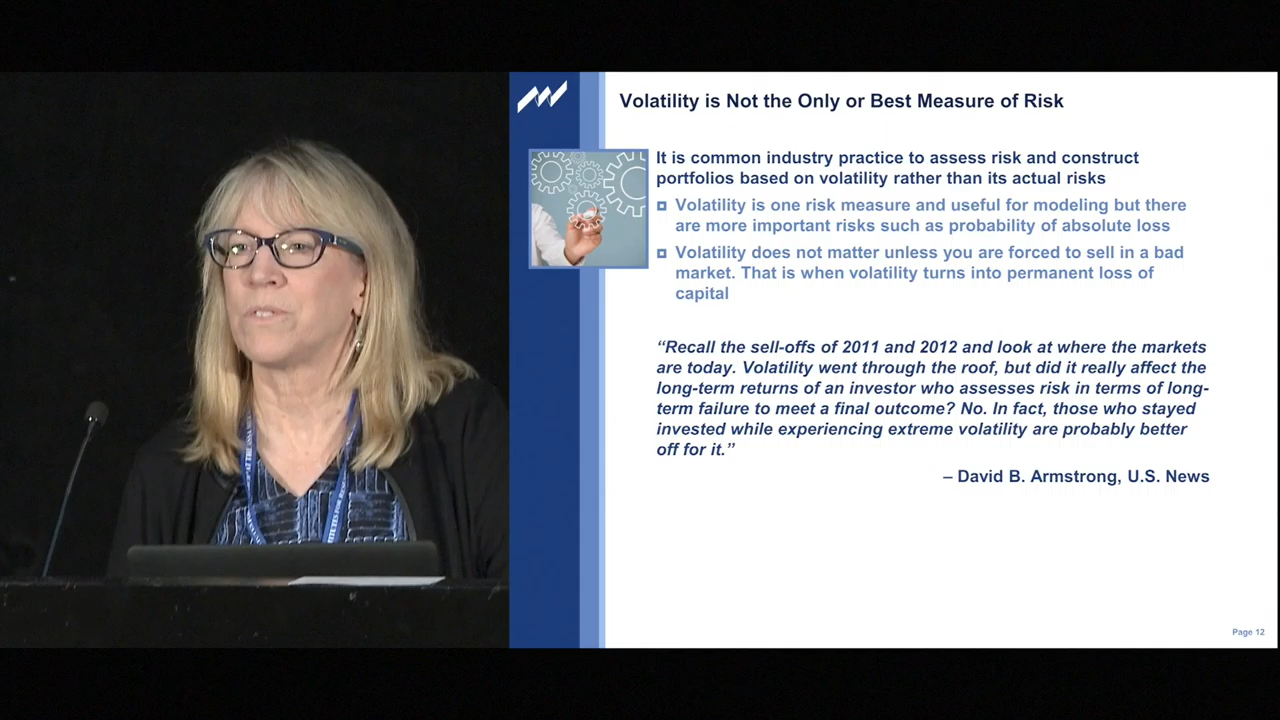 Volatility is Not the Only or Best Measure of Risk
It is common industry practice to assess risk and construct
portfolios based on volatility rather than its actual risks
Volatility is one risk measure and useful for modeling but there
are more important risks such as probability of absolute loss
Volatility does not matter unless you are forced to sell in a bad
market. That is when volatility turns into permanent loss of
capital
“Recall the sell-offs of 2011 and 2012 and look at where the markets
are today. Volatility went through the roof, but did it really affect the
long-term returns of an investor who assesses risk in terms of long-
term failure to meet a final outcome? No. In fact, those who stayed
invested while experiencing extreme volatility are probably better
off for it.”
– David B. Armstrong, U.S. News
Page 12